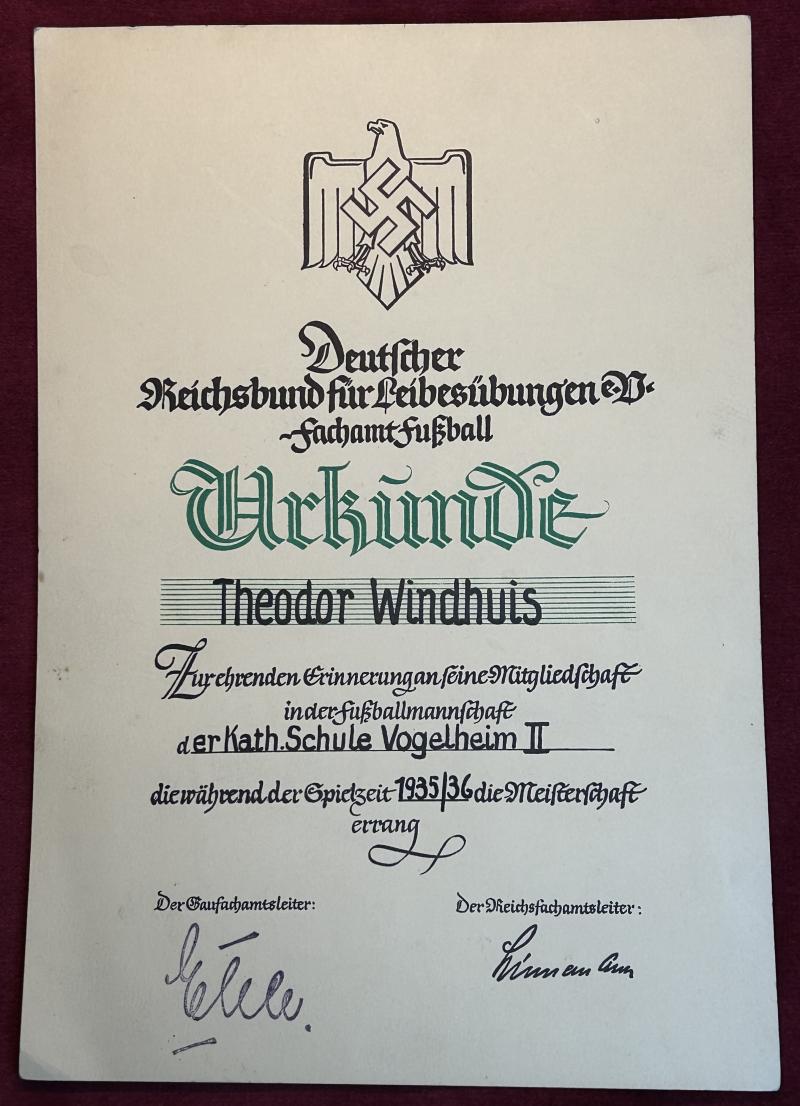 Deutscher
Reichsbund für Leibesübungen e.V.
-Fachamt Fußball
Urkunde
Theodor Windhuis
Zur ehrenden Erinnerung an seine Mitgliedschaft
in der Fußballmannschaft
der Kath. Schule Vogelheim II
die während der Spielzeit 1935/36 die Meisterschaft
errang
Der Gaufachamtsleiter:
Der Reichsfachamtsleiter:
Linnemann